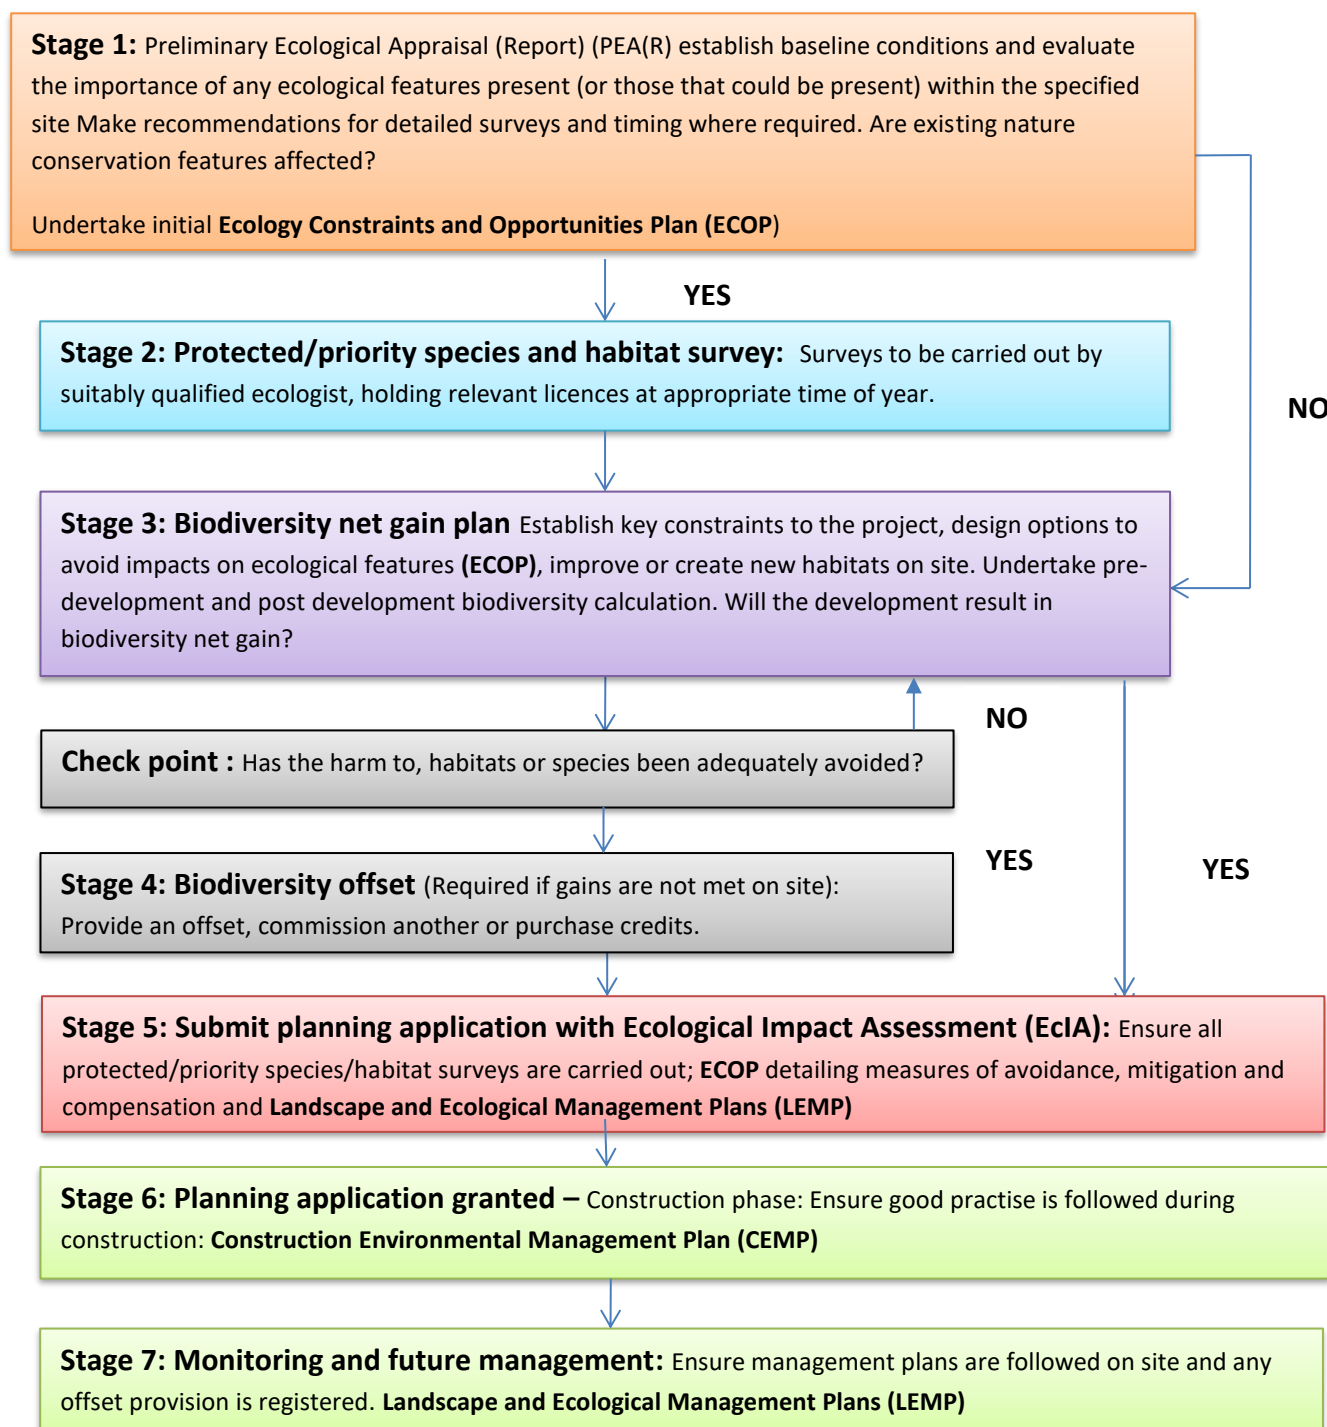 Stage 1: Preliminary Ecological Appraisal (Report) (PEA(R) establish baseline conditions and evaluate
the importance of any ecological features present (or those that could be present) within the specified
site Make recommendations for detailed surveys and timing where required. Are existing nature
conservation features affected?
Undertake initial Ecology Constraints and Opportunities Plan (ECOP)
YES
Stage 2: Protected/priority species and habitat survey: Surveys to be carried out by
suitably qualified ecologist, holding relevant licences at appropriate time of year.
NO
Stage 3: Biodiversity net gain plan Establish key constraints to the project, design options to
avoid impacts on ecological features (ECOP), improve or create new habitats on site. Undertake pre-
development and post development biodiversity calculation. Will the development result in
biodiversity net gain?
NO
Check point : Has the harm to, habitats or species been adequately avoided?
YES
YES
Stage 4: Biodiversity offset (Required if gains are not met on site):
Provide an offset, commission another or purchase credits.
Stage 5: Submit planning application with Ecological Impact Assessment (EcIA): Ensure all
protected/priority species/habitat surveys are carried out; ECOP detailing measures of avoidance, mitigation and
compensation and Landscape and Ecological Management Plans (LEMP)
Stage 6: Planning application granted – Construction phase: Ensure good practise is followed during
construction: Construction Environmental Management Plan (CEMP)
Stage 7: Monitoring and future management: Ensure management plans are followed on site and any
offset provision is registered. Landscape and Ecological Management Plans (LEMP)